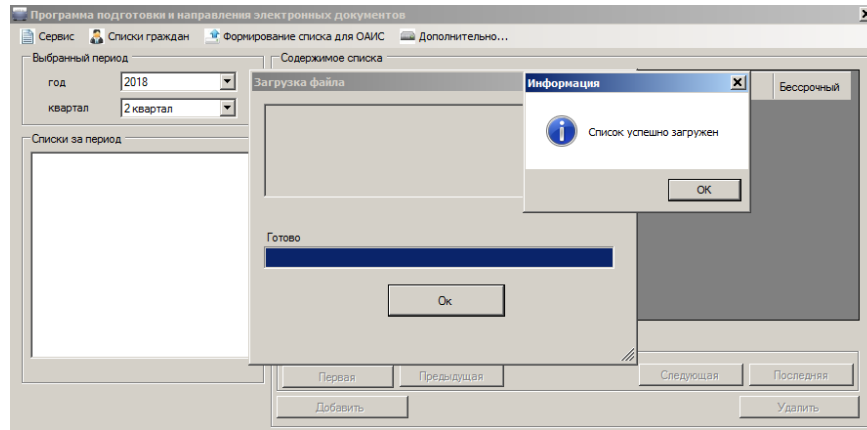 Программа подготовки и направления электронных документов
Сервис Списки граждан Формирование списка для ОАИС Дополнительно...
Выбранный период
Содержимое списка
год 2018
квартал 2 квартал
Загрузка файла
Информация
Бессрочный
Список успешно загружен
ОК
Списки за период
Готово
Ок
Первая Предыдущая Следующая Последняя
Добавить Удалить